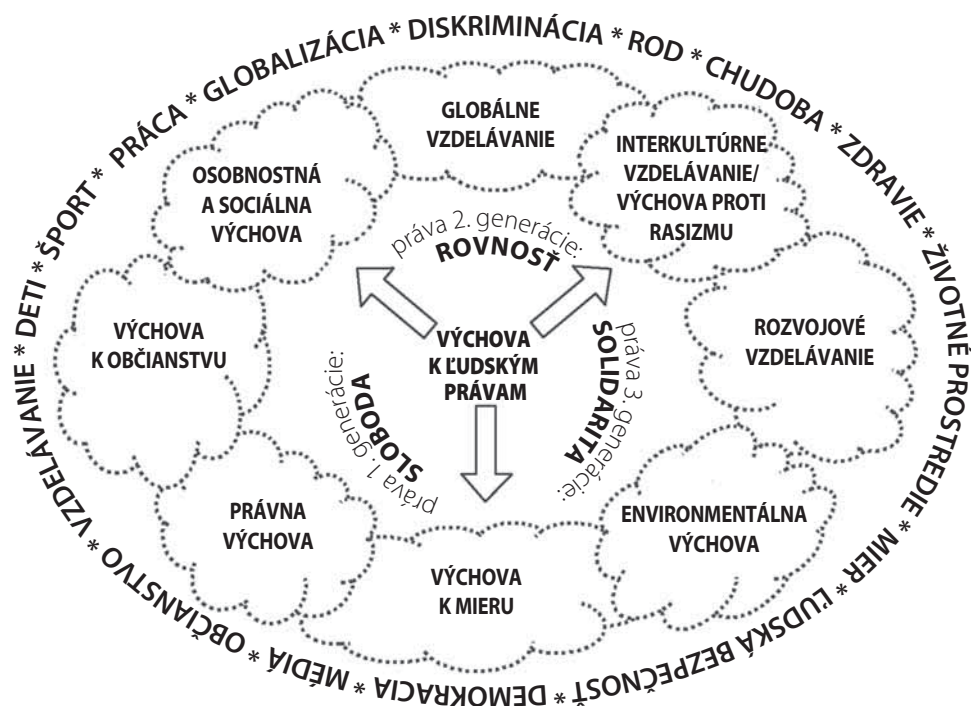 VZDELÁVANIE * DETI * ŠPORT * PRÁCA * GLOBALIZÁCIA * DISKRIMINÁCIA * ROD * CHUDOBA * ZDRAVIE * ŽIVOTNÉ PROSTREDIE * MIER * ĽUDSKÁ BEZPEČNOSŤ * DEMOKRACIA * MÉDIÁ * OBČIANSTVO *
GLOBÁLNE
VZDELÁVANIE
OSOBNOSTNÁ
A SOCIÁLNA
VÝCHOVA
INTERKULTÚRNE
VZDELÁVANIE/
VÝCHOVA PROTI
RASIZMU
práva 2. generácie:
ROVNOSŤ
VÝCHOVA
K OBČIANSTVU
VÝCHOVA
K ĽUDSKÝM
PRÁVAM
ROZVOJOVÉ
VZDELÁVANIE
práva 1. generácie:
SLOBODA
práva 3. generácie:
SOLIDARITA
PRÁVNA
VÝCHOVA
VÝCHOVA
K MIERU
ENVIRONMENTÁLNA
VÝCHOVA